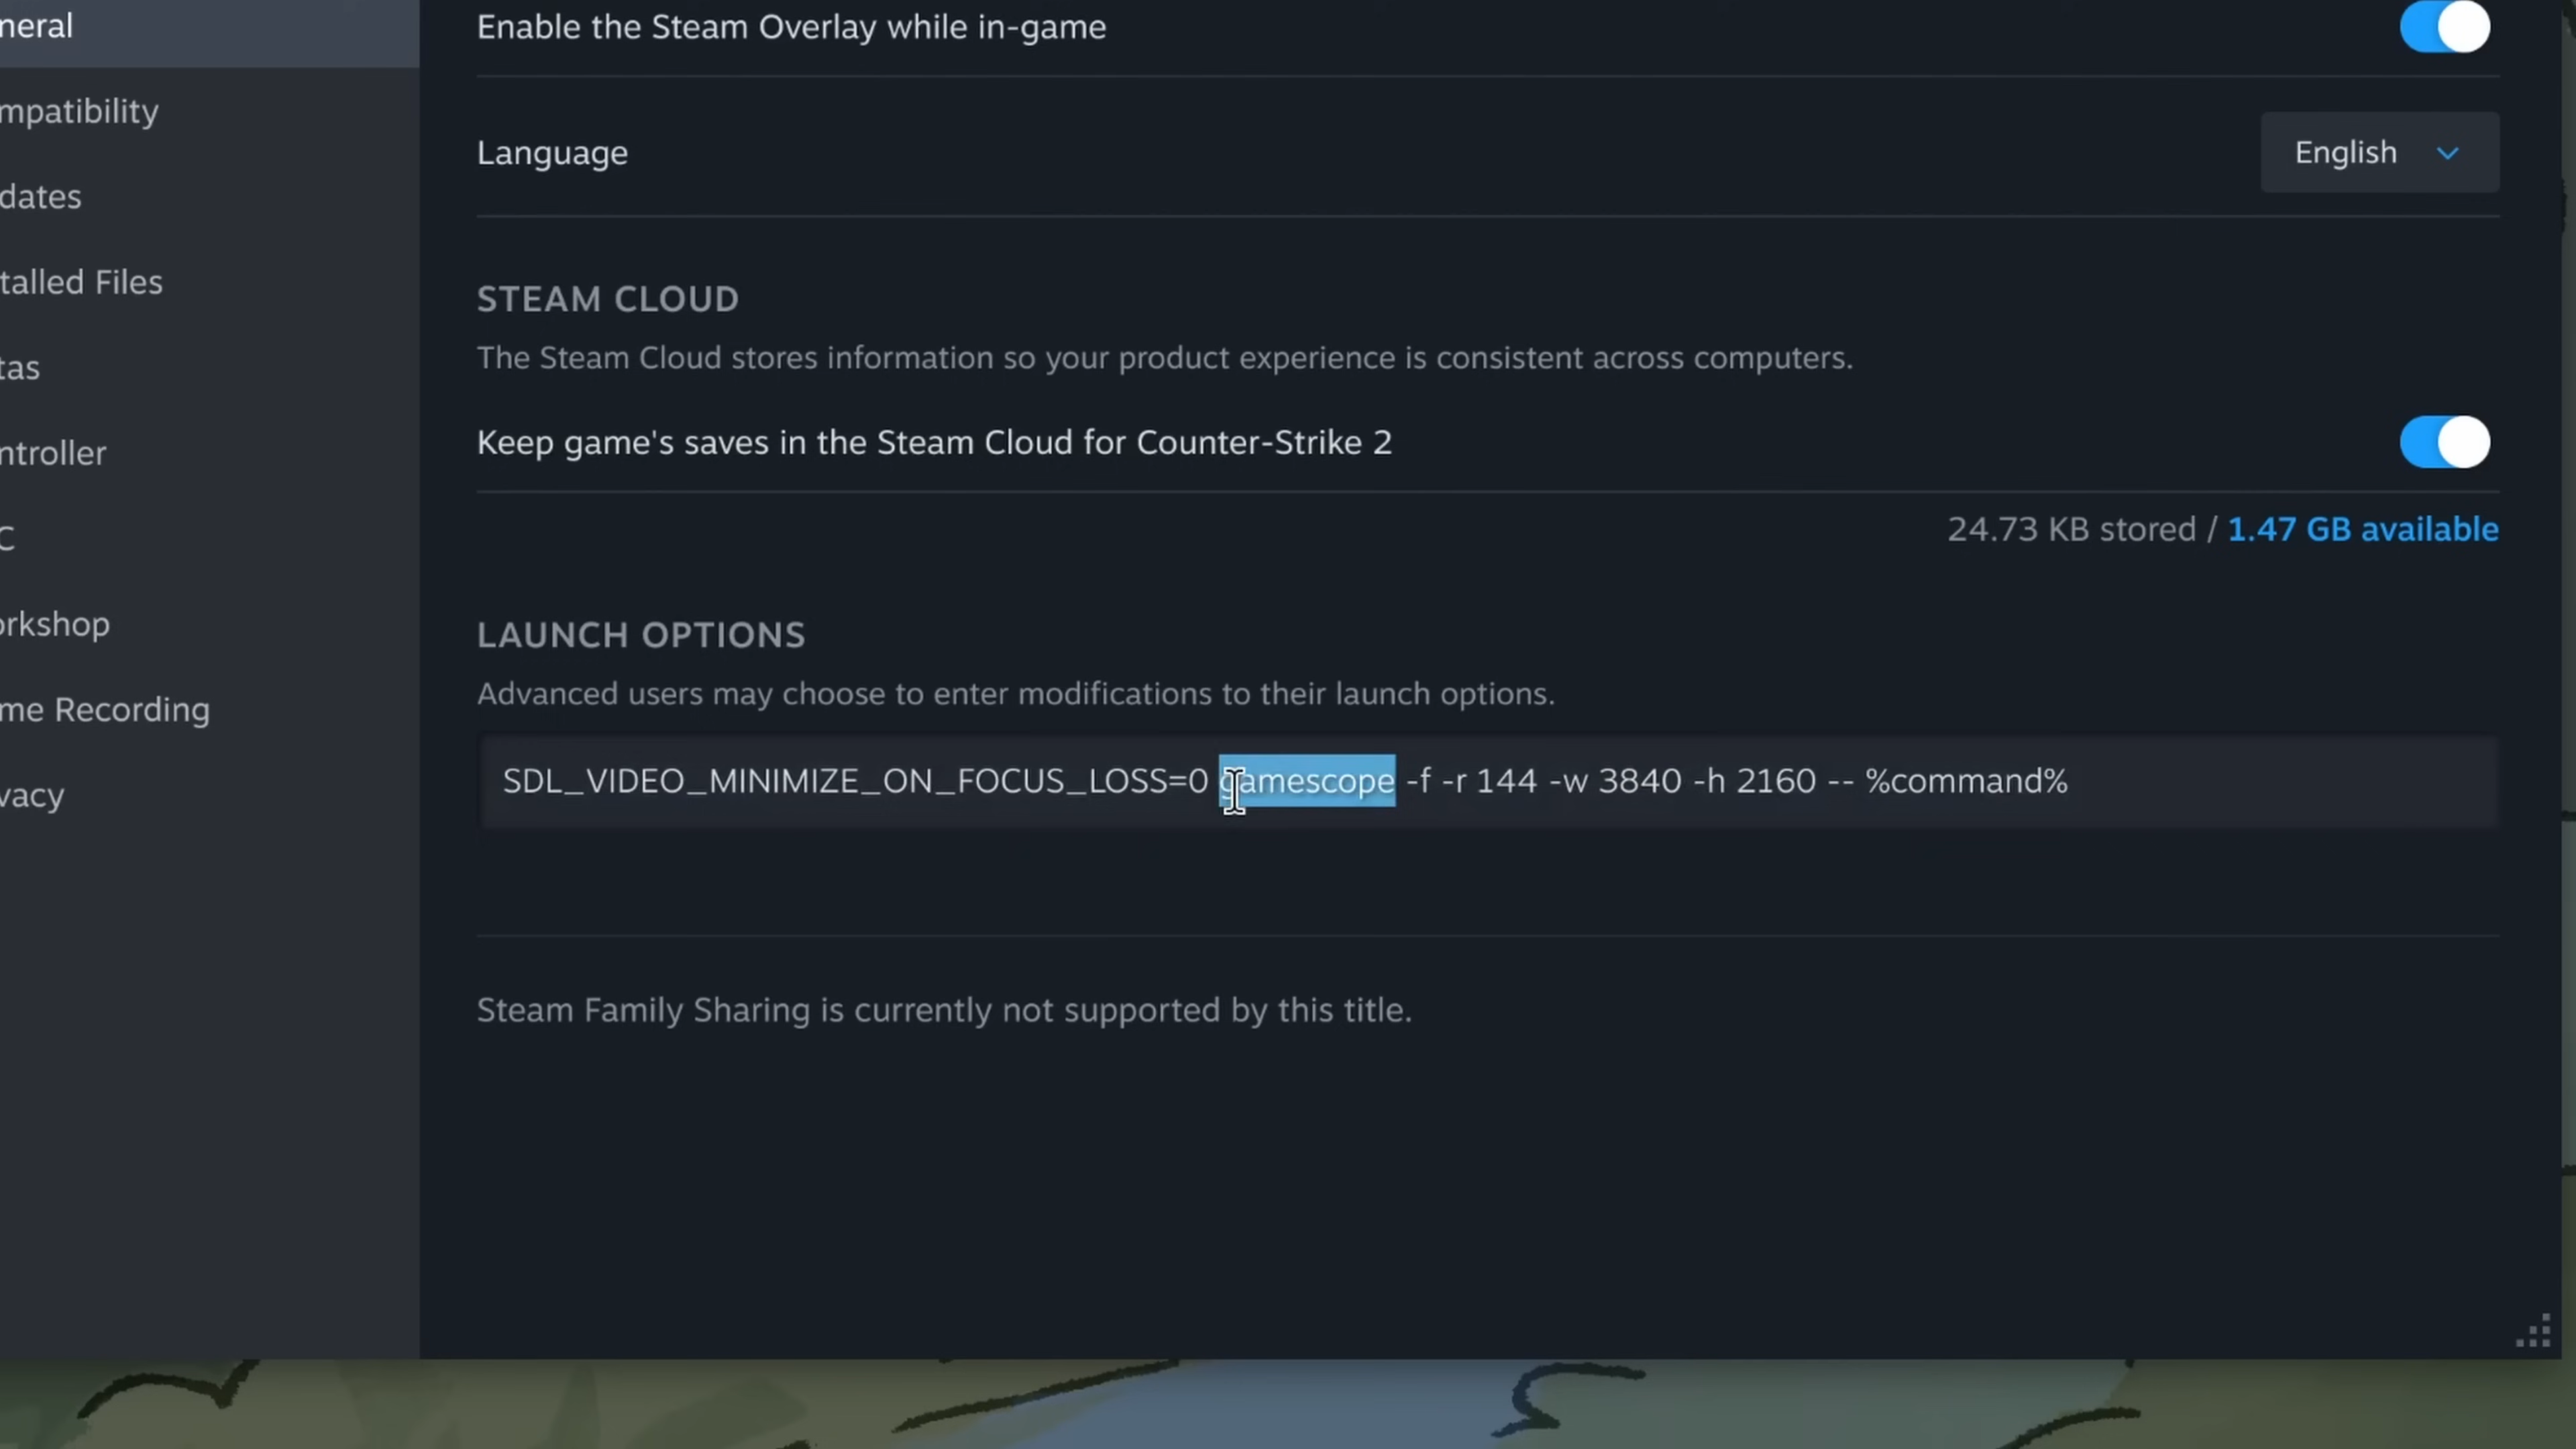 neral
mpatibility
dates
talled Files
tas
ntroller
C
orkshop
me Recording
vacy
Enable the Steam Overlay while in-game
Language
English
STEAM CLOUD
The Steam Cloud stores information so your product experience is consistent across computers.
Keep game's saves in the Steam Cloud for Counter-Strike 2
24.73 KB stored / 1.47 GB available
LAUNCH OPTIONS
Advanced users may choose to enter modifications to their launch options.
SDL_VIDEO_MINIMIZE_ON_FOCUS_LOSS=0 gamescope -f -r 144 -w 3840 -h 2160 -- %command%
Steam Family Sharing is currently not supported by this title.